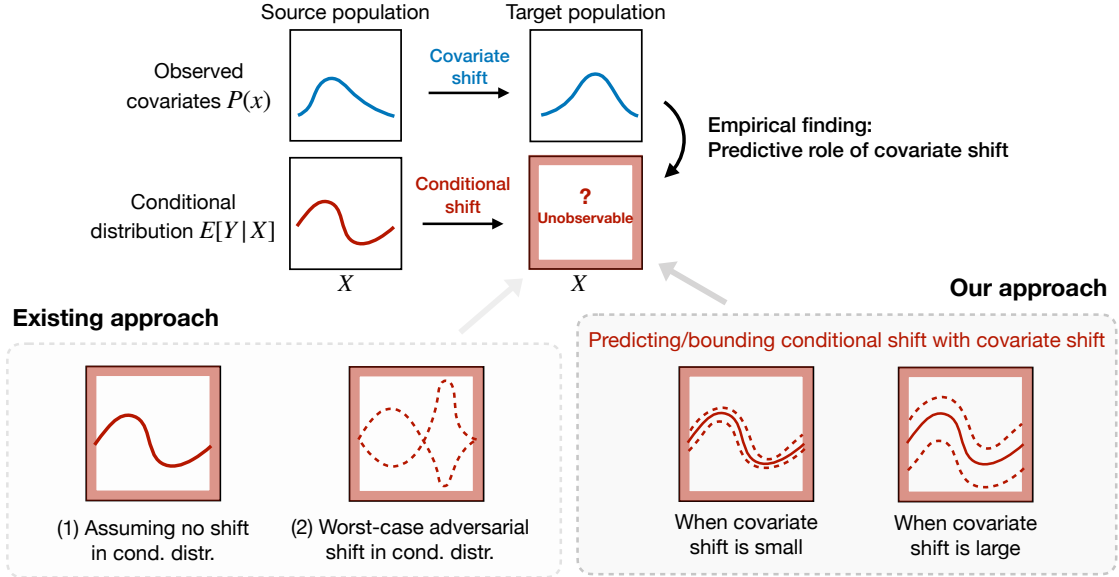 Source population
Target population
Observed
covariates P(x)
Covariate
shift
Empirical finding:
Predictive role of covariate shift
Conditional
distribution E[Y|X]
Conditional
shift
?
Unobservable
X
X
Existing approach
(1) Assuming no shift
in cond. distr.
(2) Worst-case adversarial
shift in cond. distr.
Our approach
Predicting/bounding conditional shift with covariate shift
When covariate
shift is small
When covariate
shift is large